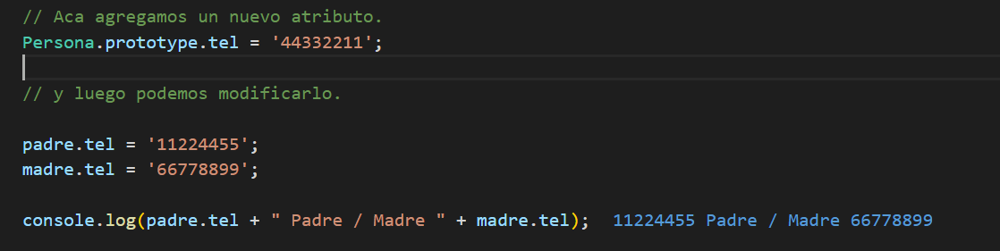 // Aca agregamos un nuevo atributo.
Persona.prototype.tel = '44332211';
// y luego podemos modificarlo.
padre.tel = '11224455';
madre.tel = '66778899';
console.log(padre.tel + " Padre / Madre " + madre.tel);  11224455 Padre / Madre 66778899